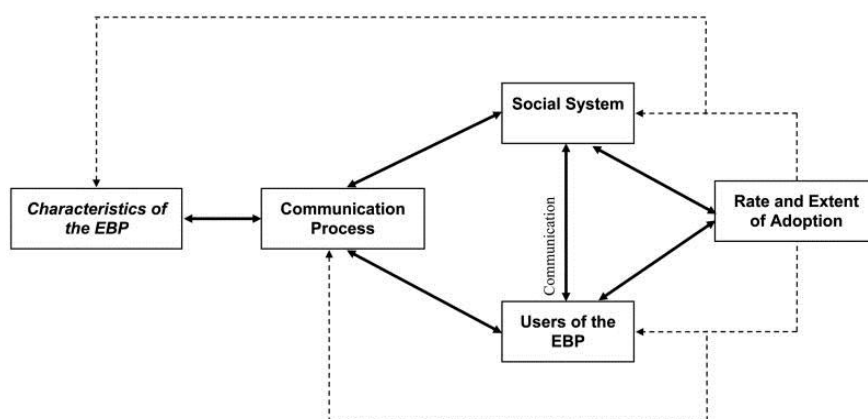 Social System
Characteristics of
the EBP
Communication
Process
Communication
Rate and Extent
of Adoption
Users of the
EBP